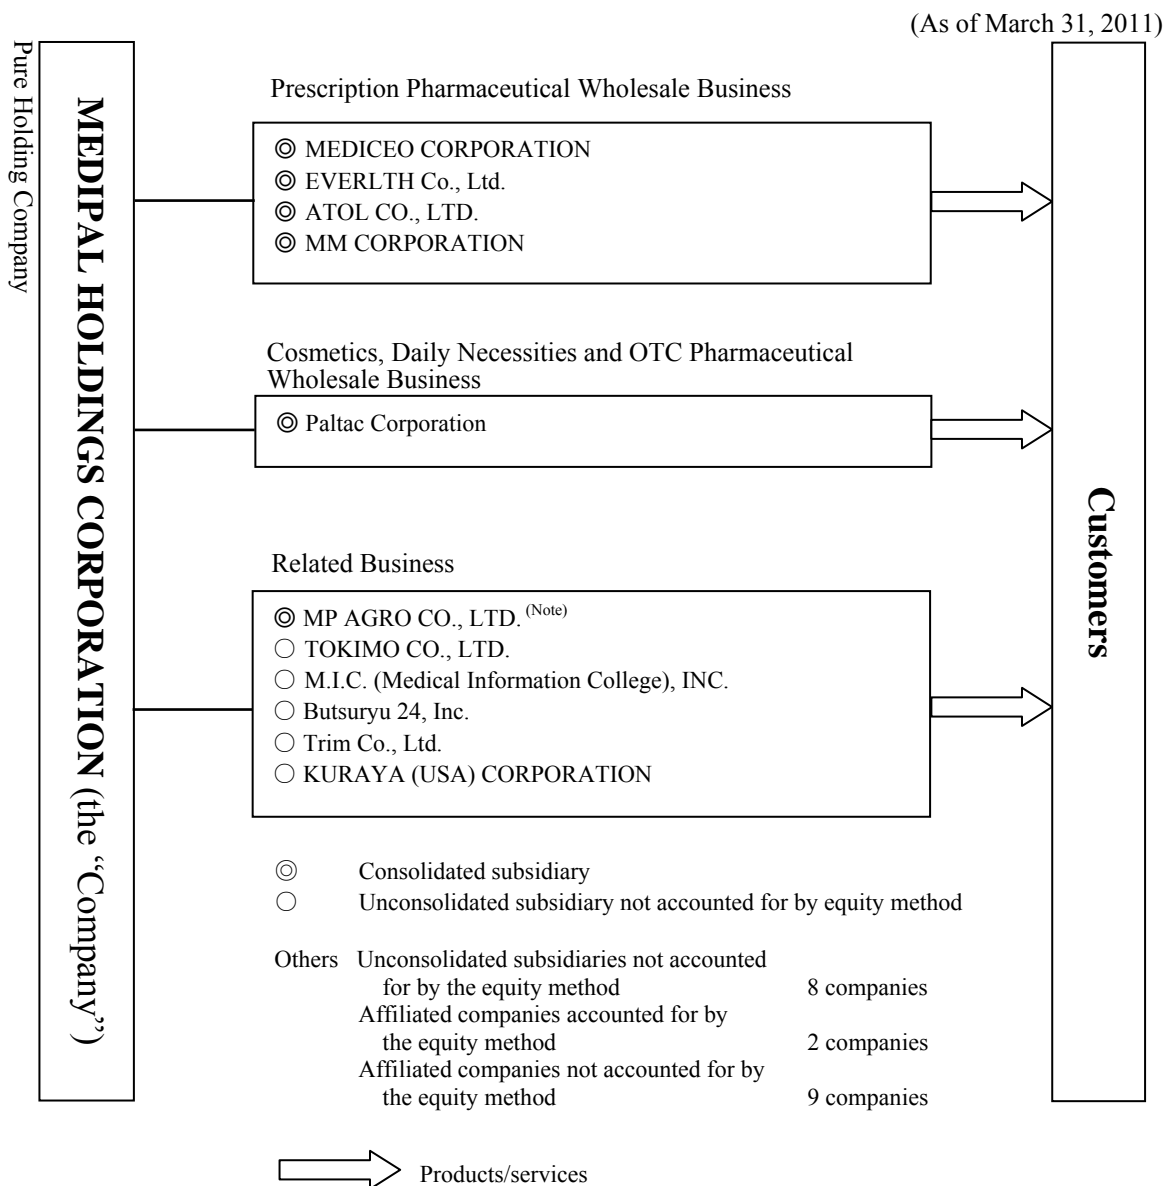 (As of March 31, 2011)
Pure Holding Company
MEDIPAL HOLDINGS CORPORATION (the “Company”)
Prescription Pharmaceutical Wholesale Business
◎ MEDICEO CORPORATION
◎ EVERLTH Co., Ltd.
◎ ATOL CO., LTD.
◎ MM CORPORATION
Cosmetics, Daily Necessities and OTC Pharmaceutical
Wholesale Business
◎ Paltac Corporation
Related Business
◎ MP AGRO CO., LTD. (Note)
○ TOKIMO CO., LTD.
○ M.I.C. (Medical Information College), INC.
○ Butsuryu 24, Inc.
○ Trim Co., Ltd.
○ KURAYA (USA) CORPORATION
Customers
◎ Consolidated subsidiary
○ Unconsolidated subsidiary not accounted for by equity method
Others Unconsolidated subsidiaries not accounted
for by the equity method 8 companies
Affiliated companies accounted for by
the equity method 2 companies
Affiliated companies not accounted for by
the equity method 9 companies
Products/services